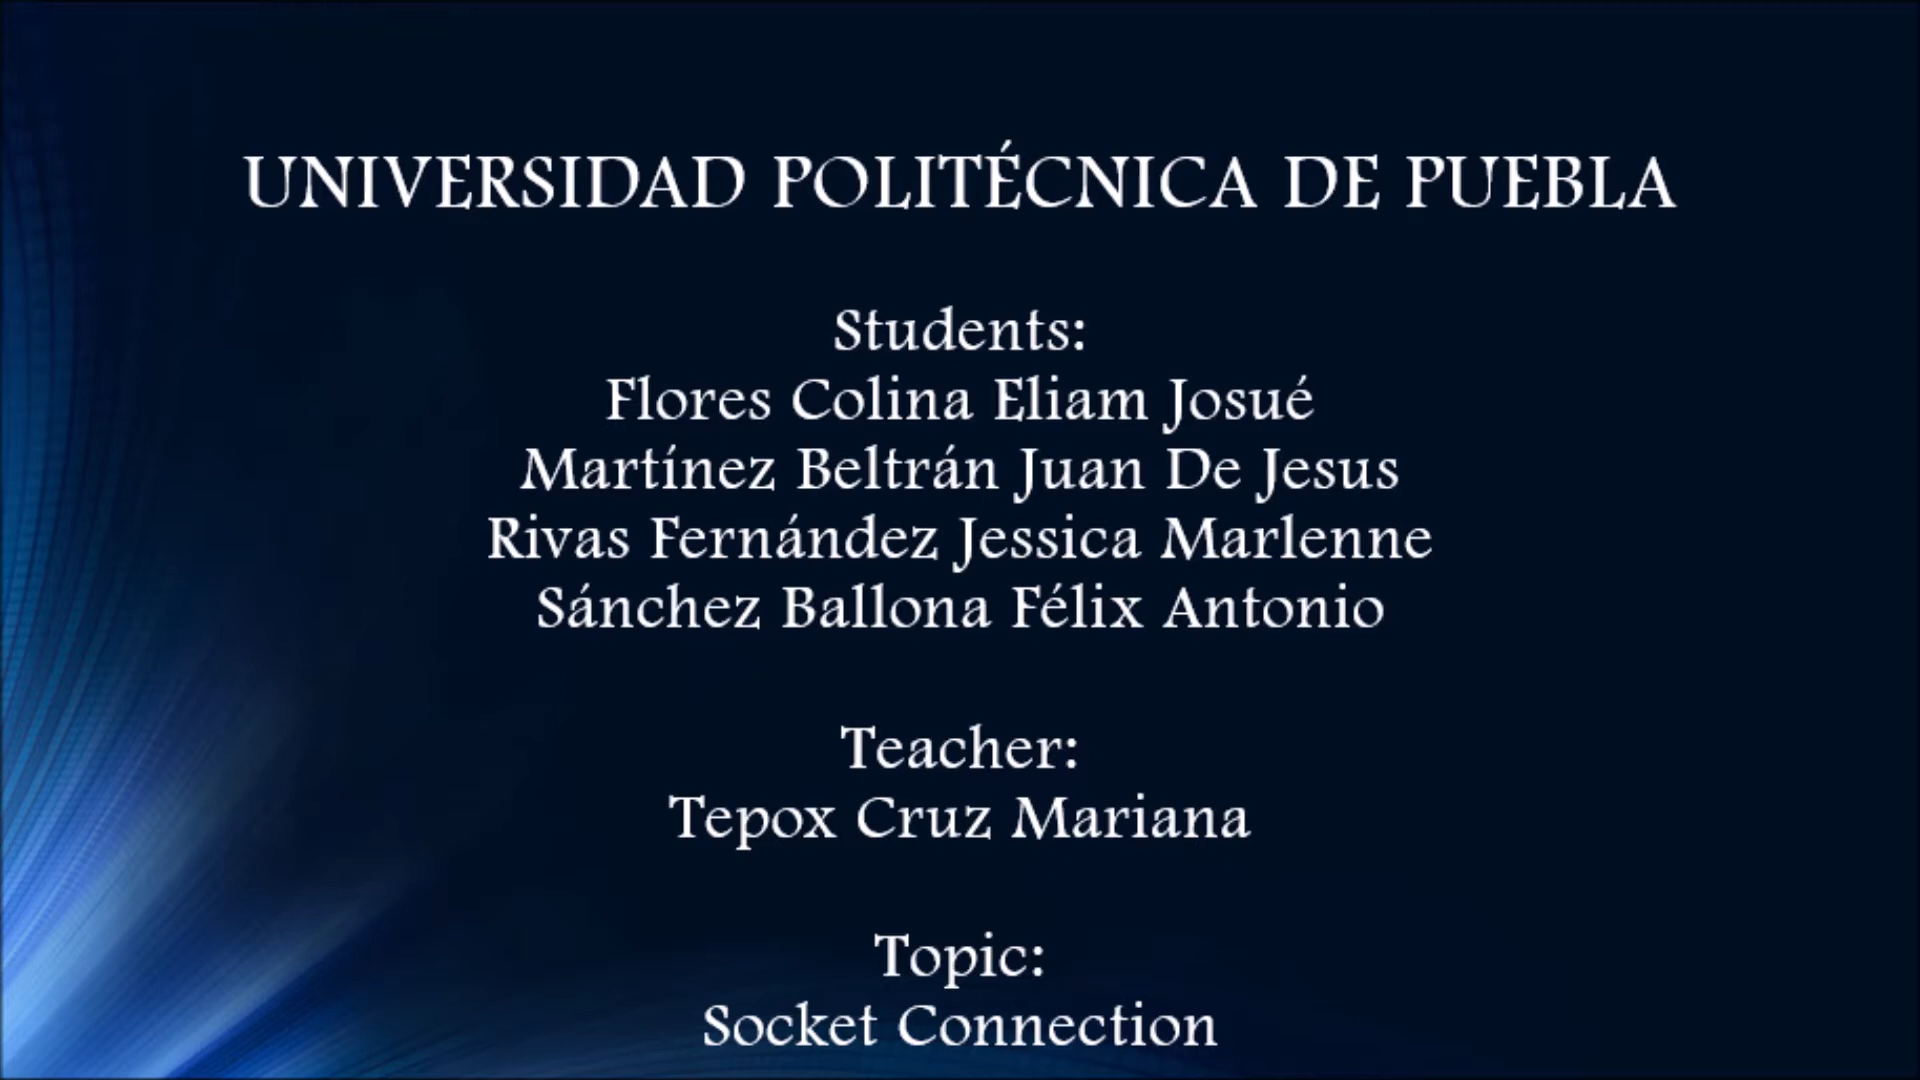 UNIVERSIDAD POLITÉCNICA DE PUEBLA
Students:
Flores Colina Eliam Josué
Martínez Beltrán Juan De Jesus
Rivas Fernández Jessica Marlenne
Sánchez Ballona Félix Antonio
Teacher:
Tepox Cruz Mariana
Topic:
Socket Connection